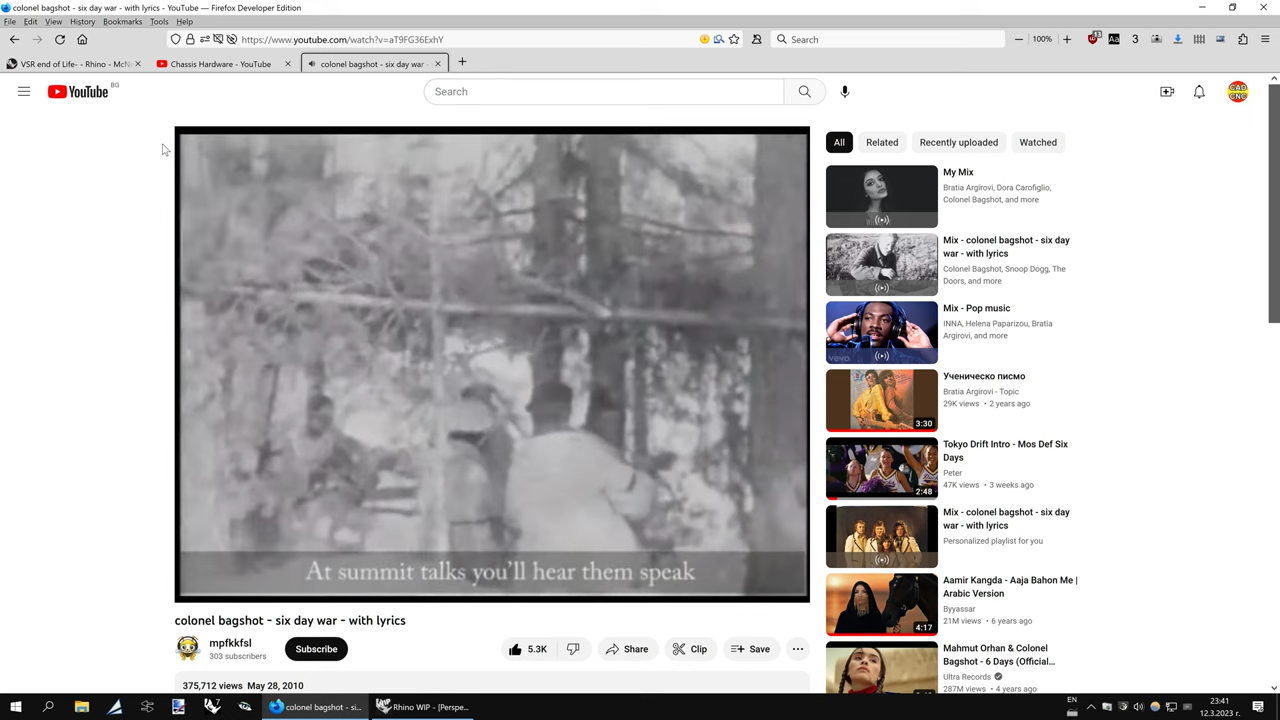 colonel bagshot - six day war - with lyrics - YouTube — Firefox Developer Edition
File Edit View History Bookmarks Tools Help
https://www.youtube.com/watch?v=aT9FG36ExhY
Search
100%
VSR end of Life- - Rhino - McNe
Chassis Hardware - YouTube
colonel bagshot - six day war -
YouTube BG
Search
CAD CNC
All Related Recently uploaded Watched
My Mix
Bratia Argirovi, Dora Carofiglio,
Colonel Bagshot, and more
Mix - colonel bagshot - six day
war - with lyrics
Colonel Bagshot, Snoop Dogg, The
Doors, and more
Mix - Pop music
INNA, Helena Paparizou, Bratia
Argirovi, and more
vevo
Ученическо писмо
Bratia Argirovi - Topic
29K views • 2 years ago
3:30
Tokyo Drift Intro - Mos Def Six
Days
Peter
47K views • 3 weeks ago
2:48
Mix - colonel bagshot - six day
war - with lyrics
Personalized playlist for you
Aamir Kangda - Aaja Bahon Me |
Arabic Version
Byyassar
21M views • 6 years ago
4:17
Mahmut Orhan & Colonel
Bagshot - 6 Days (Official...
Ultra Records
287M views • 4 years ago
At summit talks you'll hear them speak
colonel bagshot - six day war - with lyrics
mpfkkfsl
303 subscribers
Subscribe
5.3K
Share
Clip
Save
375,712 views May 28, 2010
colonel bagshot - si...
Rhino WIP - [Perspe...
EN
23:41
12.3.2023 г.